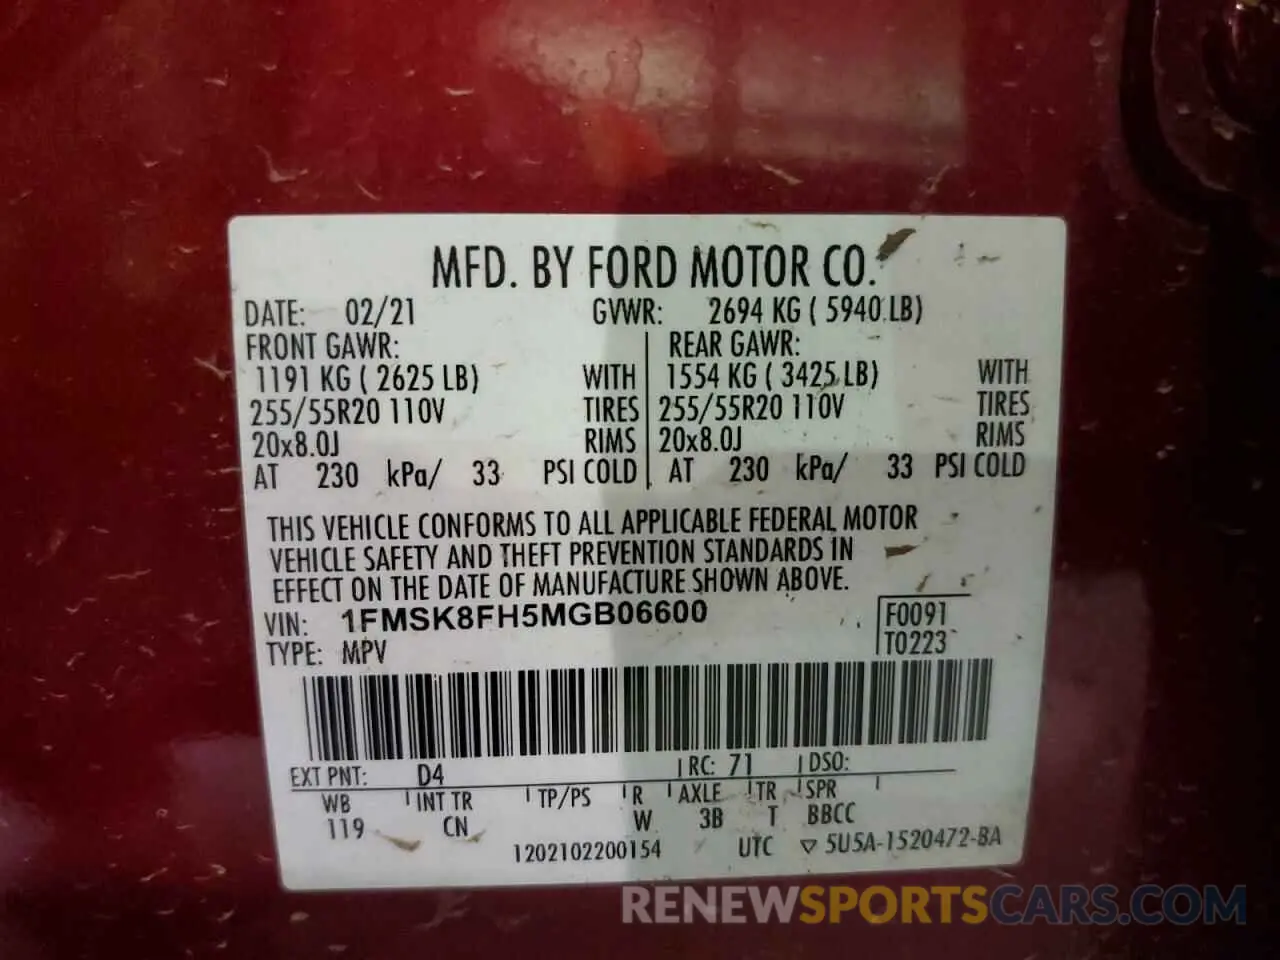 MFD. BY FORD MOTOR CO.
DATE: 02/21 GVWR: 2694 KG ( 5940 LB)
FRONT GAWR: REAR GAWR:
1191 KG ( 2625 LB) WITH 1554 KG ( 3425 LB) WITH
255/55R20 110V TIRES 255/55R20 110V TIRES
20x8.0J RIMS 20x8.0J RIMS
AT 230 kPa/ 33 PSI COLD AT 230 kPa/ 33 PSI COLD
THIS VEHICLE CONFORMS TO ALL APPLICABLE FEDERAL MOTOR
VEHICLE SAFETY AND THEFT PREVENTION STANDARDS IN
EFFECT ON THE DATE OF MANUFACTURE SHOWN ABOVE.
VIN: 1FMSK8FH5MGB06600 F0091
TYPE: MPV T0223
EXT PNT: D4 RC: 71 DSO:
WB INT TR TP/PS R AXLE TR SPR
119 CN W 3B T BBCC
1202102200154 UTC ▽ 5U5A-1520472-BA
RENEWSPORTSCARS.COM